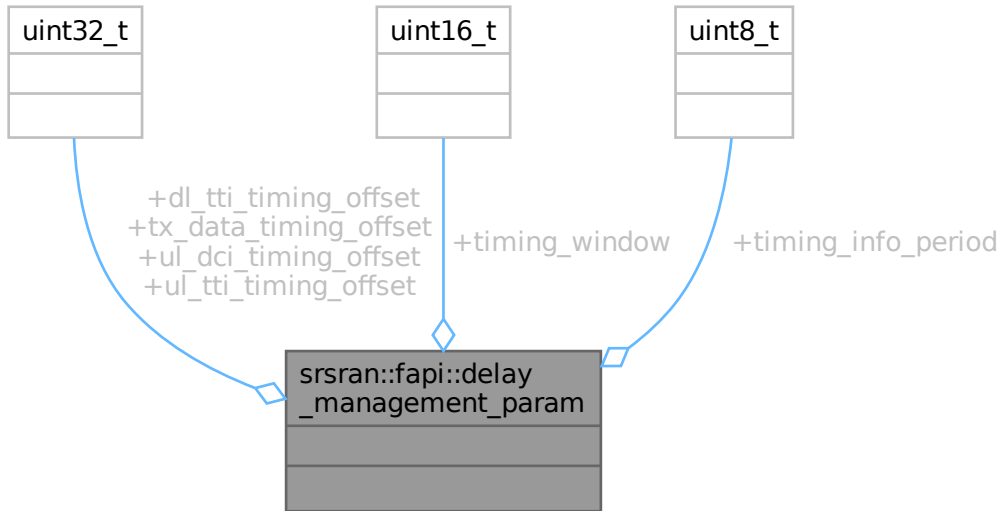 uint32_t
uint16_t
uint8_t
+dl_tti_timing_offset
+tx_data_timing_offset
+ul_dci_timing_offset
+ul_tti_timing_offset
+timing_window
+timing_info_period
srsran::fapi::delay
_management_param